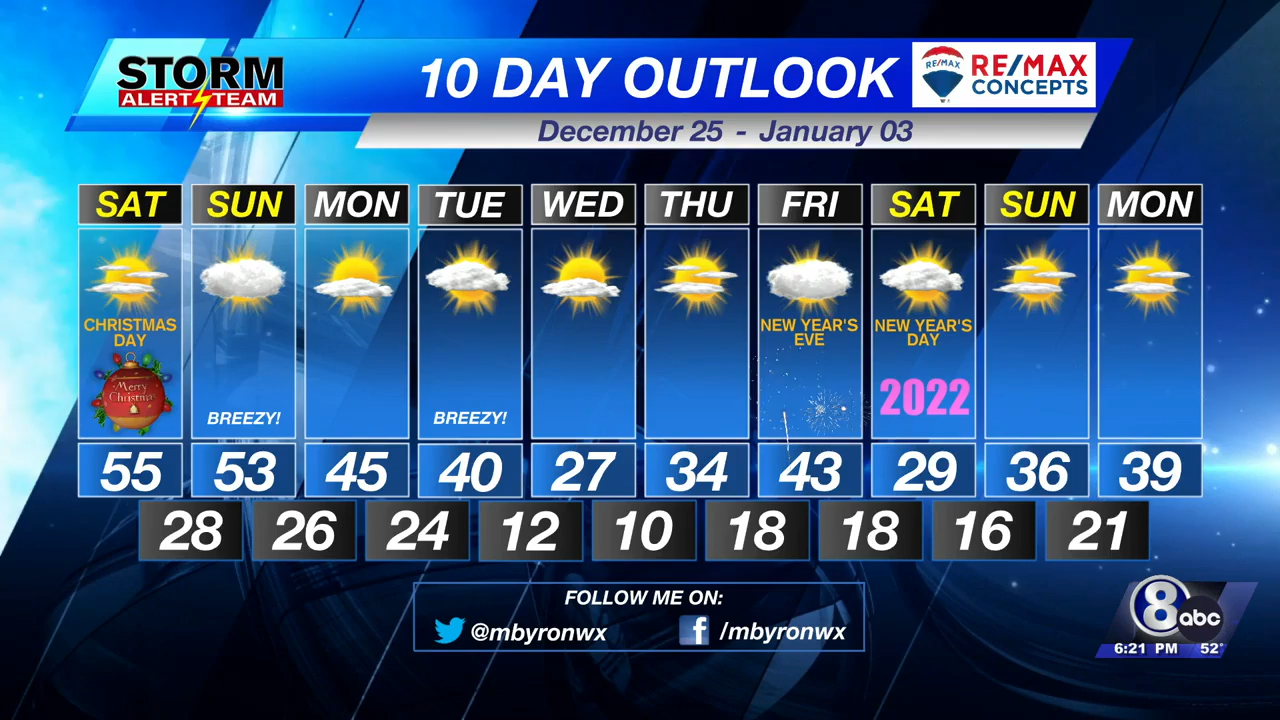 STORM
ALERT TEAM
10 DAY OUTLOOK
RE/MAX
RE/MAX
CONCEPTS
December 25 - January 03
SAT SUN MON TUE WED THU FRI SAT SUN MON
CHRISTMAS
DAY
NEW YEAR'S
EVE
NEW YEAR'S
DAY
Merry
Christmas
2022
BREEZY! BREEZY!
55 53 45 40 27 34 43 29 36 39
28 26 24 12 10 18 18 16 21
FOLLOW ME ON:
@mbyronwx f /mbyronwx
8 abc
6:21 PM 52°